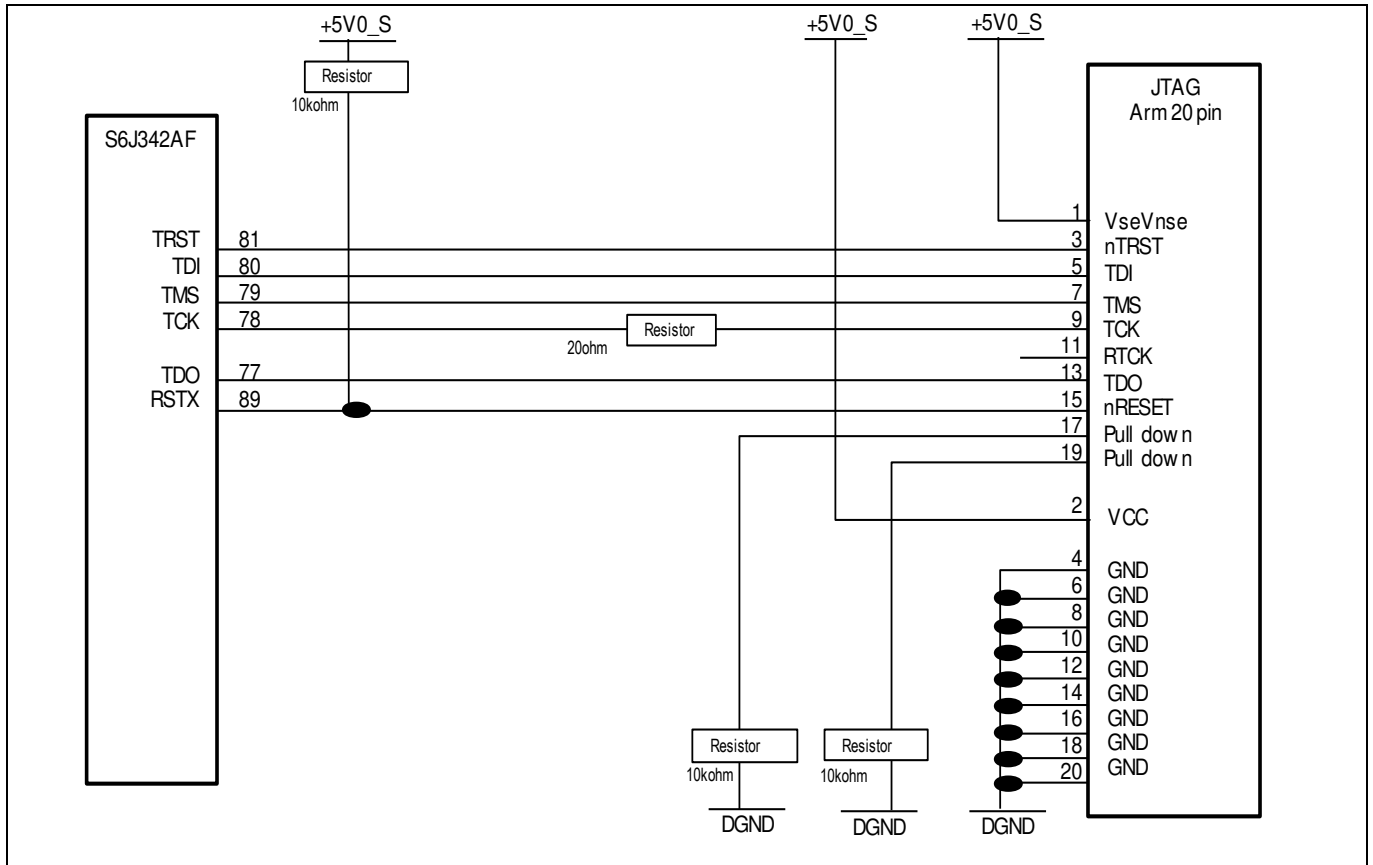 +5V0_S
+5V0_S
+5V0_S
Resistor
10kohm
S6J342AF
JTAG
Arm 20 pin
1 VseVnse
TRST 81
3 nTRST
TDI 80
5 TDI
TMS 79
7 TMS
TCK 78
Resistor
20ohm
9 TCK
11 RTCK
TDO 77
13 TDO
RSTX 89
15 nRESET
17 Pull down
19 Pull down
2 VCC
4 GND
6 GND
8 GND
10 GND
12 GND
14 GND
16 GND
18 GND
20 GND
Resistor
10kohm
Resistor
10kohm
DGND
DGND
DGND